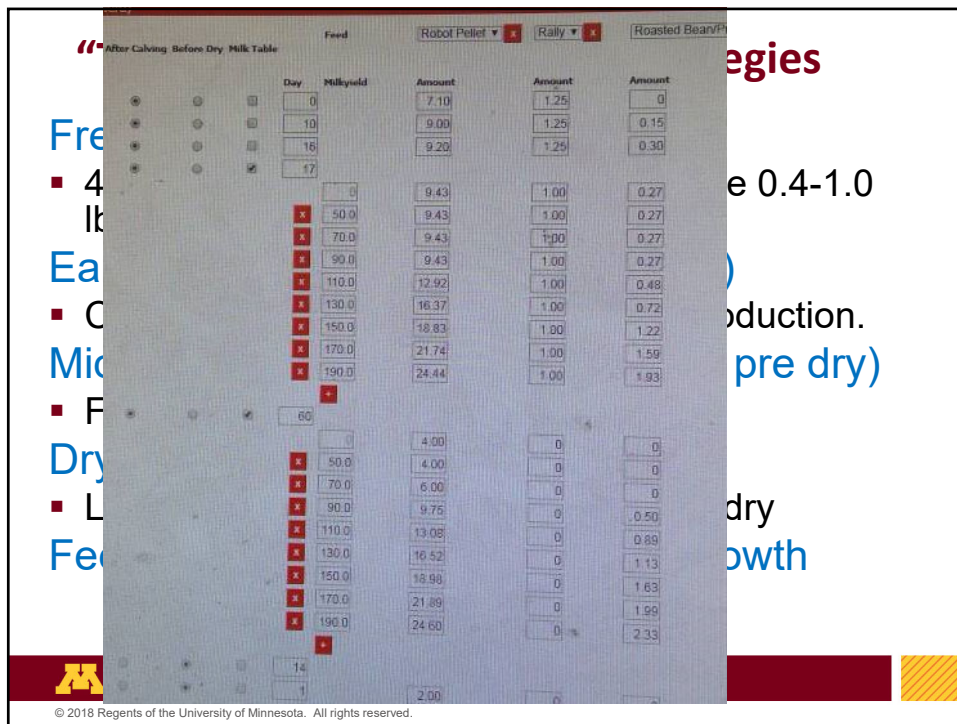 Feed Robot Pellet Rally Roasted Bean/P
"T egies
After Calving Before Dry Milk Table
Day Milkyield Amount Amount Amount
0 7.10 1.25 0
10 9.00 1.25 0.15
16 9.20 1.25 0.30
17
0 9.43 1.00 0.27
x 50.0 9.43 1.00 0.27
x 70.0 9.43 1.00 0.27
x 90.0 9.43 1.00 0.27
x 110.0 12.92 1.00 0.48
x 130.0 16.37 1.00 0.72
x 150.0 18.83 1.00 1.22
x 170.0 21.74 1.00 1.59
x 190.0 24.44 1.00 1.93
+
60
0 4.00 0 0
x 50.0 4.00 0 0
x 70.0 6.00 0 0
x 90.0 9.75 0 0.50
x 110.0 13.08 0 0.89
x 130.0 16.52 0 1.13
x 150.0 18.98 0 1.63
x 170.0 21.89 0 1.99
x 190.0 24.60 0 2.33
+
14
1 2.00 0
Fre
▪ 4 e 0.4-1.0
lb
Ea )
▪ C oduction.
Mid pre dry)
▪ F
Dry
▪ L dry
Fee owth
M
© 2018 Regents of the University of Minnesota. All rights reserved.